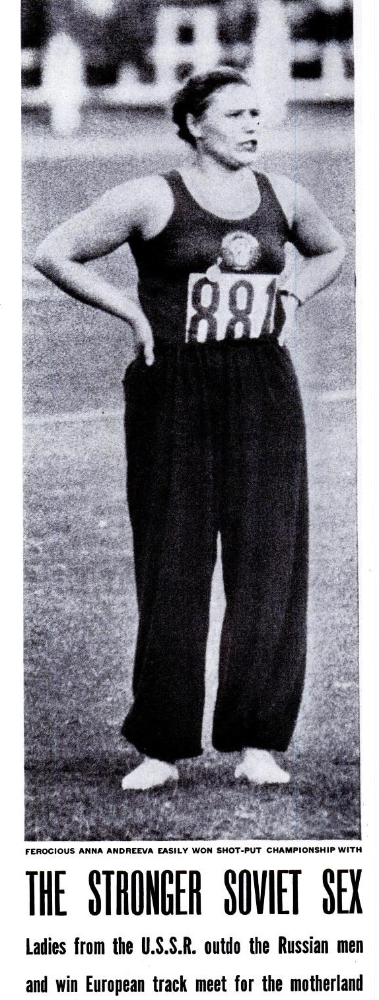 881
FEROCIOUS ANNA ANDREEVA EASILY WON SHOT-PUT CHAMPIONSHIP WITH
THE STRONGER SOVIET SEX
Ladies from the U.S.S.R. outdo the Russian men
and win European track meet for the motherland